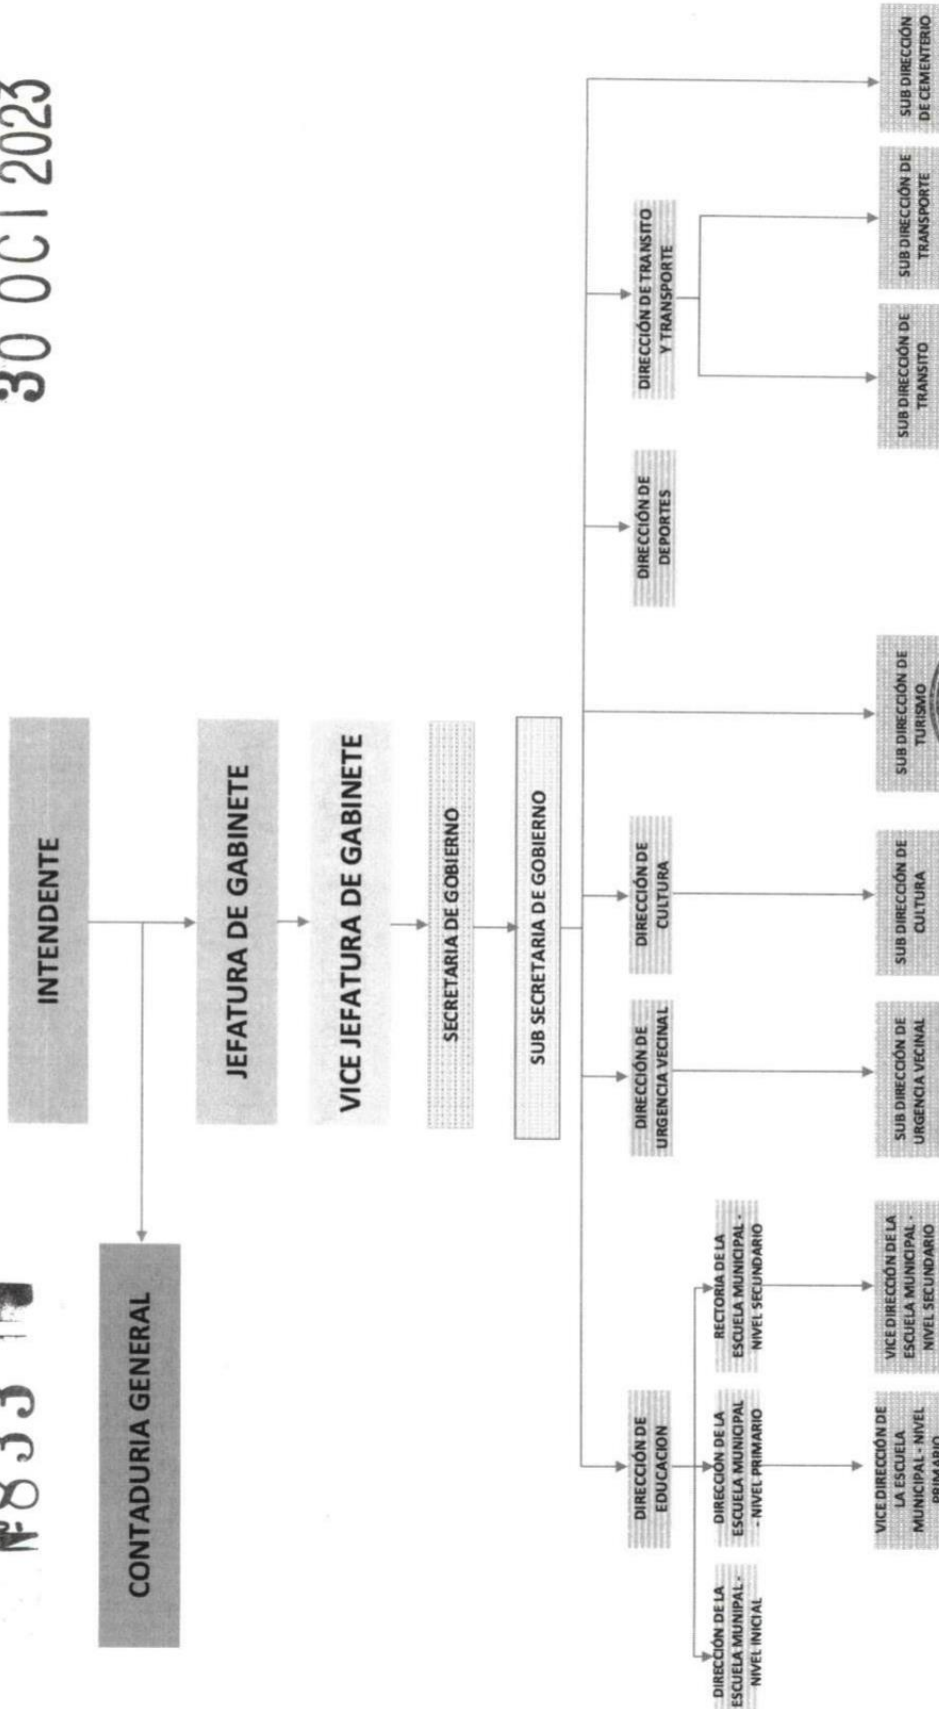 Nº 833
30 OCT 2023
INTENDENTE
CONTADURIA GENERAL
JEFATURA DE GABINETE
VICE JEFATURA DE GABINETE
SECRETARIA DE GOBIERNO
SUB SECRETARIA DE GOBIERNO
DIRECCIÓN DE
EDUCACION
DIRECCIÓN DE
URGENCIA VECINAL
DIRECCIÓN DE
CULTURA
DIRECCIÓN DE
DEPORTES
DIRECCIÓN DE TRANSITO
Y TRANSPORTE
DIRECCIÓN DE LA
ESCUELA MUNIPAL -
NIVEL INICIAL
DIRECCION DE LA
ESCUELA MUNICIPAL
- NIVEL PRIMARIO
RECTORIA DE LA
ESCUELA MUNICIPAL -
NIVEL SECUNDARIO
VICE DIRECCIÓN DE
LA ESCUELA
MUNICIPAL - NIVEL
PRIMARIO
VICE DIRECCIÓN DE LA
ESCUELA MUNICIPAL -
NIVEL SECUNDARIO
SUB DIRECCIÓN DE
URGENCIA VECINAL
SUB DIRECCIÓN DE
CULTURA
SUB DIRECCIÓN DE
TURISMO
SUB DIRECCIÓN DE
TRANSITO
SUB DIRECCIÓN DE
TRANSPORTE
SUB DIRECCIÓN
DE CEMENTERIO